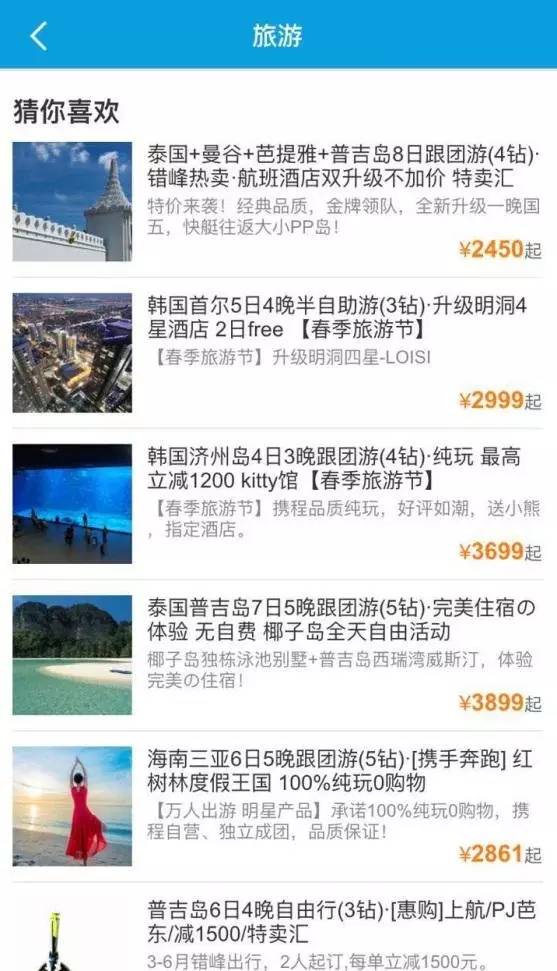 旅游
猜你喜欢
泰国+曼谷+芭提雅+普吉岛8日跟团游(4钻)·
错峰热卖·航班酒店双升级不加价 特卖汇
特价来袭！经典品质，金牌领队，全新升级一晚国
五，快艇往返大小PP岛！
¥2450起
韩国首尔5日4晚半自助游(3钻)·升级明洞4
星酒店 2日free 【春季旅游节】
【春季旅游节】升级明洞四星-LOISI
¥2999起
韩国济州岛4日3晚跟团游(4钻)·纯玩 最高
立减1200 kitty馆【春季旅游节】
【春季旅游节】携程品质纯玩，好评如潮，送小熊
，指定酒店。
¥3699起
泰国普吉岛7日5晚跟团游(5钻)·完美住宿の
体验 无自费 椰子岛全天自由活动
椰子岛独栋泳池别墅+普吉岛西瑞湾威斯汀，体验
完美の住宿！
¥3899起
海南三亚6日5晚跟团游(5钻)·[携手奔跑] 红
树林度假王国 100%纯玩0购物
【万人出游 明星产品】承诺100%纯玩0购物，携
程自营、独立成团，品质保证！
¥2861起
普吉岛6日4晚自由行(3钻)·[惠购]上航/PJ芭
东/减1500/特卖汇
3-6月错峰出行，2人起订,每单立减1500元。